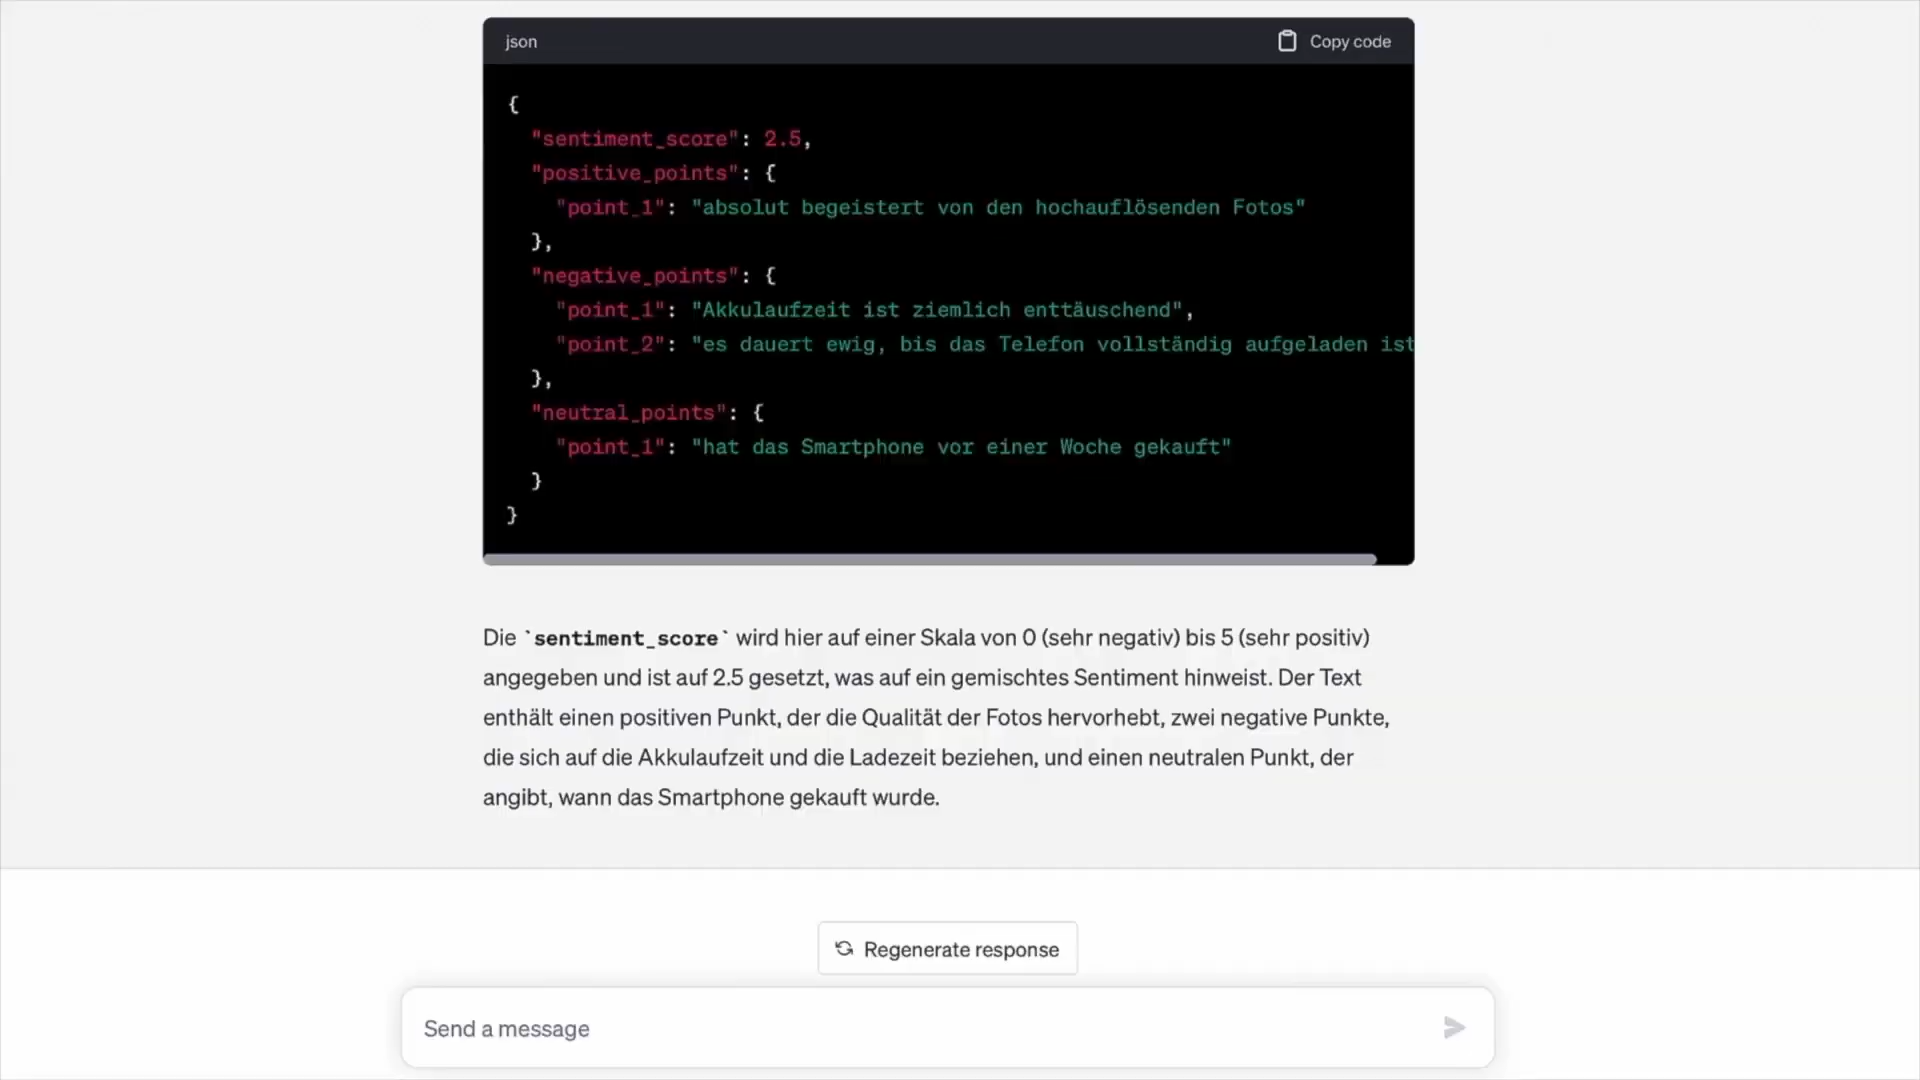 json
Copy code
{
"sentiment_score": 2.5,
"positive_points": {
"point_1": "absolut begeistert von den hochauflösenden Fotos"
},
"negative_points": {
"point_1": "Akkulaufzeit ist ziemlich enttäuschend",
"point_2": "es dauert ewig, bis das Telefon vollständig aufgeladen ist
},
"neutral_points": {
"point_1": "hat das Smartphone vor einer Woche gekauft"
}
}
Die `sentiment_score` wird hier auf einer Skala von 0 (sehr negativ) bis 5 (sehr positiv)
angegeben und ist auf 2.5 gesetzt, was auf ein gemischtes Sentiment hinweist. Der Text
enthält einen positiven Punkt, der die Qualität der Fotos hervorhebt, zwei negative Punkte,
die sich auf die Akkulaufzeit und die Ladezeit beziehen, und einen neutralen Punkt, der
angibt, wann das Smartphone gekauft wurde.
Regenerate response
Send a message